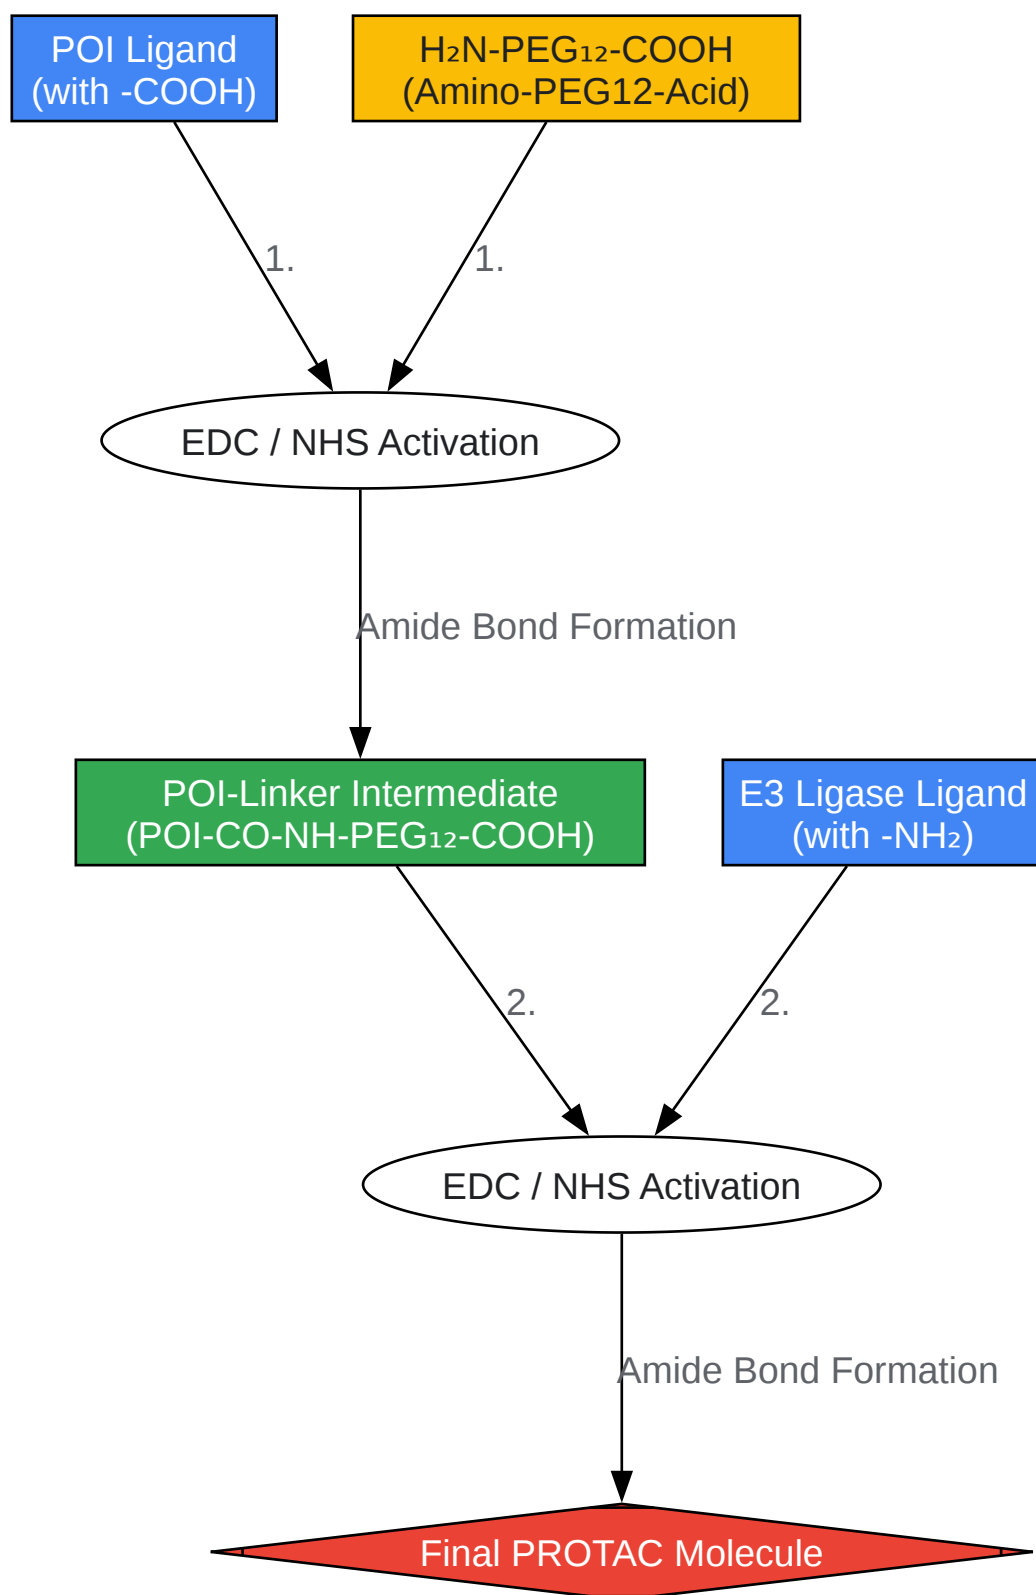 POI Ligand
(with -COOH)
H₂N-PEG₁₂-COOH
(Amino-PEG12-Acid)
1.
1.
EDC / NHS Activation
Amide Bond Formation
POI-Linker Intermediate
(POI-CO-NH-PEG₁₂-COOH)
E3 Ligase Ligand
(with -NH₂)
2.
2.
EDC / NHS Activation
Amide Bond Formation
Final PROTAC Molecule